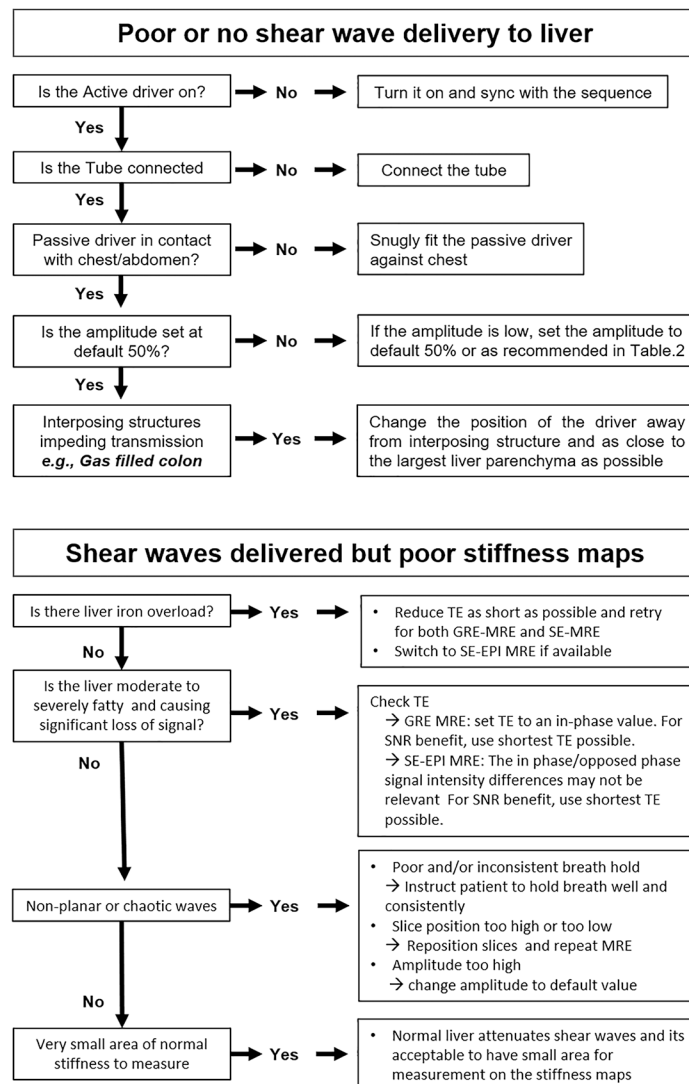 Poor or no shear wave delivery to liver
Is the Active driver on?
No
Turn it on and sync with the sequence
Yes
Is the Tube connected
No
Connect the tube
Yes
Passive driver in contact
with chest/abdomen?
No
Snugly fit the passive driver
against chest
Yes
Is the amplitude set at
default 50%?
No
If the amplitude is low, set the amplitude to
default 50% or as recommended in Table.2
Yes
Interposing structures
impeding transmission
e.g., Gas filled colon
Yes
Change the position of the driver away
from interposing structure and as close to
the largest liver parenchyma as possible
Shear waves delivered but poor stiffness maps
Is there liver iron overload?
Yes
• Reduce TE as short as possible and retry
for both GRE-MRE and SE-MRE
• Switch to SE-EPI MRE if available
No
Is the liver moderate to
severely fatty and causing
significant loss of signal?
Yes
Check TE
→ GRE MRE: set TE to an in-phase value. For
SNR benefit, use shortest TE possible.
→ SE-EPI MRE: The in phase/opposed phase
signal intensity differences may not be
relevant For SNR benefit, use shortest TE
possible.
No
Non-planar or chaotic waves
Yes
• Poor and/or inconsistent breath hold
→ Instruct patient to hold breath well and
consistently
• Slice position too high or too low
→ Reposition slices and repeat MRE
• Amplitude too high
→ change amplitude to default value
No
Very small area of normal
stiffness to measure
Yes
• Normal liver attenuates shear waves and its
acceptable to have small area for
measurement on the stiffness maps